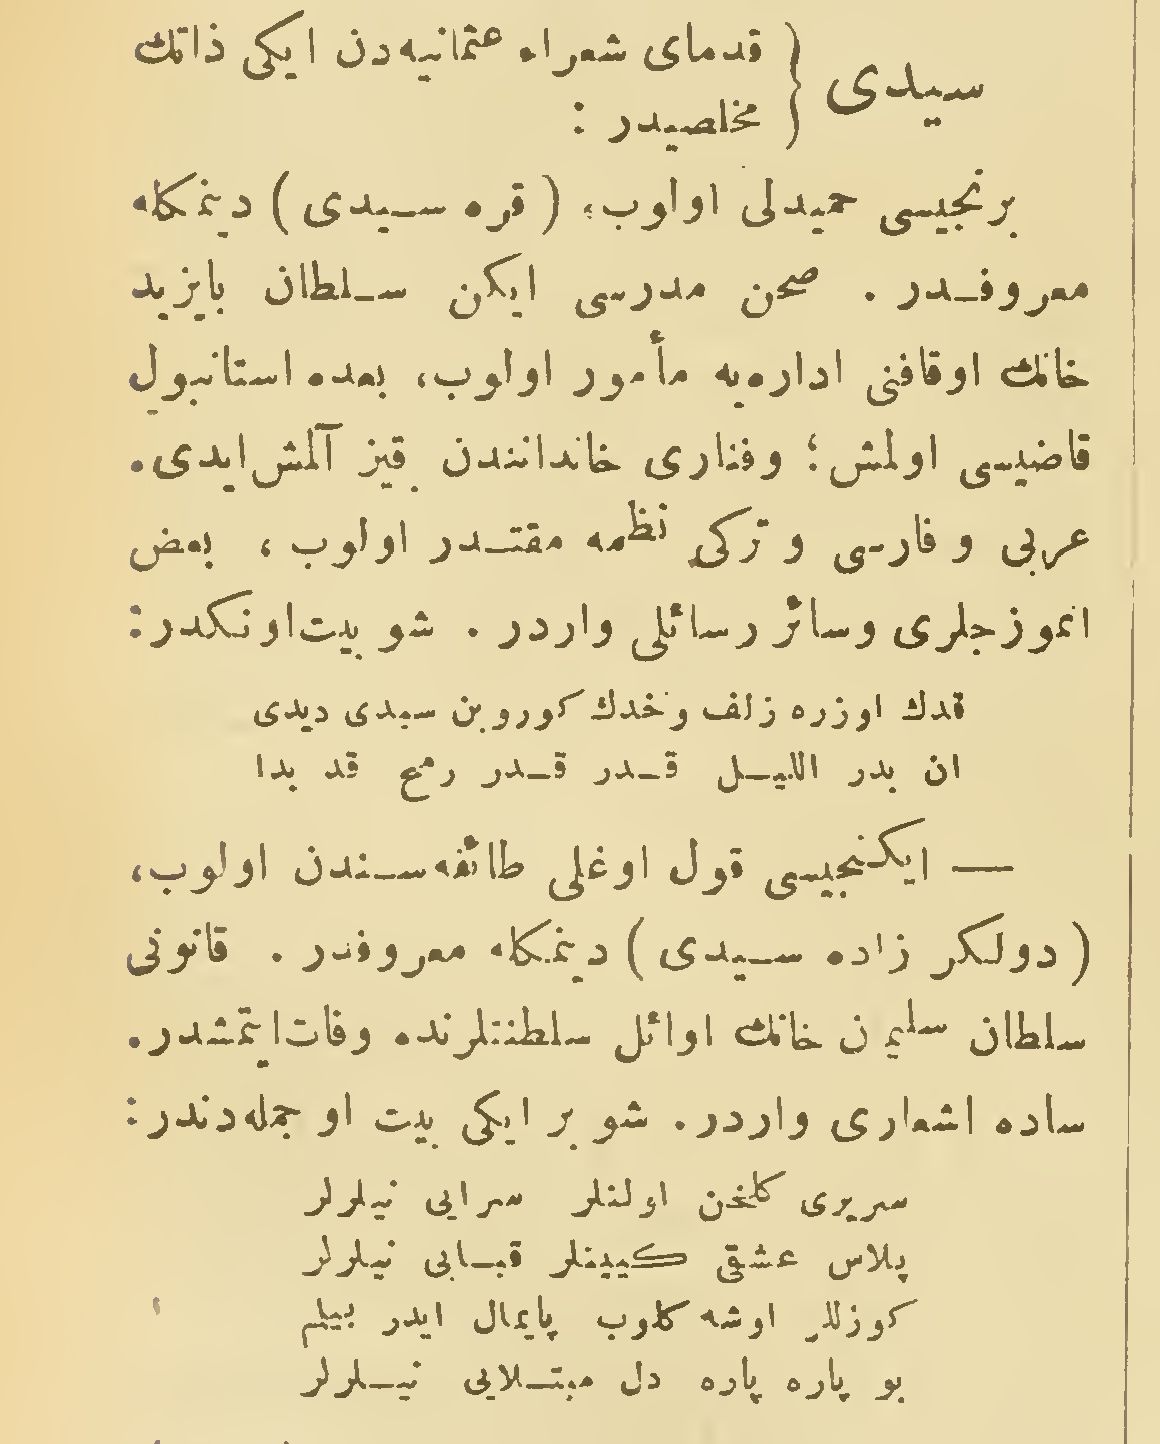 سیدی { قدمای شعراء عثمانیه‌دن ایکی ذاتك
مخلصیدر :
برنجیسی حمیدلی اولوب، ( قره سیدی ) دینمکله
معروفدر . صحن مدرسی ایکن سلطان بایزید
خانك اوقافنی اداره‌یه مأمور اولوب، بعده استانبول
قاضیسی اولمش؛ وفناری خاندانندن قیز آلمش ایدی.
عربی و فارسی و ترکی نظمه مقتدر اولوب ، بعض
انموزجلری وسائر رسائلی واردر . شو بیت اونکدر:
قدك اوزره زلف وخدك کوروبن سیدی دیدی
ان بدر اللیل قدر قدر رمح قد بدا
— ایکنجیسی قول اوغلی طائفه‌سندن اولوب،
( دولکر زاده سیدی ) دینمکله معروفدر . قانونی
سلطان سلیمان خانك اوائل سلطنتلرنده وفات ایتمشدر.
ساده اشعاری واردر. شو بر ایکی بیت او جمله‌دندر:
سریری کلخن اولنلر سرایی نیلرلر
پلاس عشقی کیینلر قبایی نیلرلر
کوزللر اوشه کلوب پایمال ایدر بیلم
بو پاره پاره دل مبتلایی نیلرلر